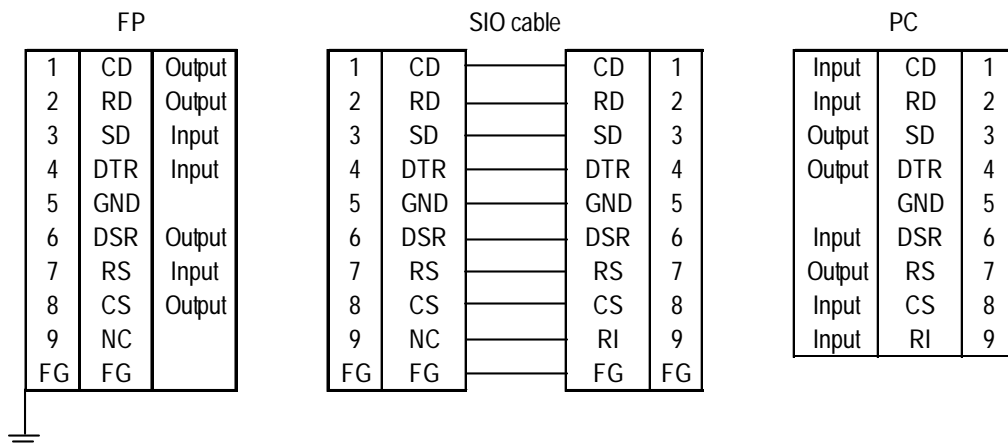 FP SIO cable PC
1 CD Output 1 CD CD 1 Input CD 1
2 RD Output 2 RD RD 2 Input RD 2
3 SD Input 3 SD SD 3 Output SD 3
4 DTR Input 4 DTR DTR 4 Output DTR 4
5 GND 5 GND GND 5 GND 5
6 DSR Output 6 DSR DSR 6 Input DSR 6
7 RS Input 7 RS RS 7 Output RS 7
8 CS Output 8 CS CS 8 Input CS 8
9 NC 9 NC RI 9 Input RI 9
FG FG FG FG FG FG